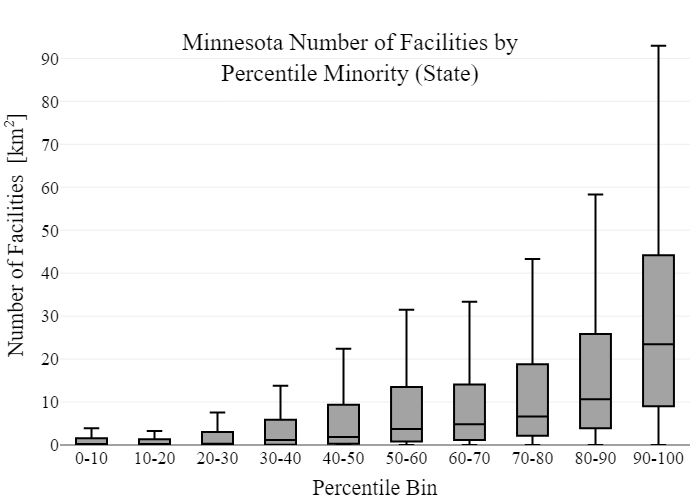 Minnesota Number of Facilities by
Percentile Minority (State)
Number of Facilities [km²]
90
80
70
60
50
40
30
20
10
0
0-10 10-20 20-30 30-40 40-50 50-60 60-70 70-80 80-90 90-100
Percentile Bin